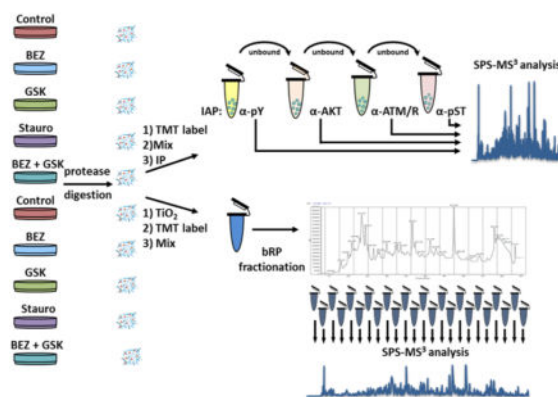 Control
BEZ
GSK
Stauro
BEZ + GSK
Control
BEZ
GSK
Stauro
BEZ + GSK
protease
digestion
1) TMT label
2)Mix
3) IP
1) TiO2
2) TMT label
3) Mix
unbound
unbound
unbound
IAP:
α-pY
α-AKT
α-ATM/R
α-pST
SPS-MS³ analysis
bRP
fractionation
SPS-MS³ analysis